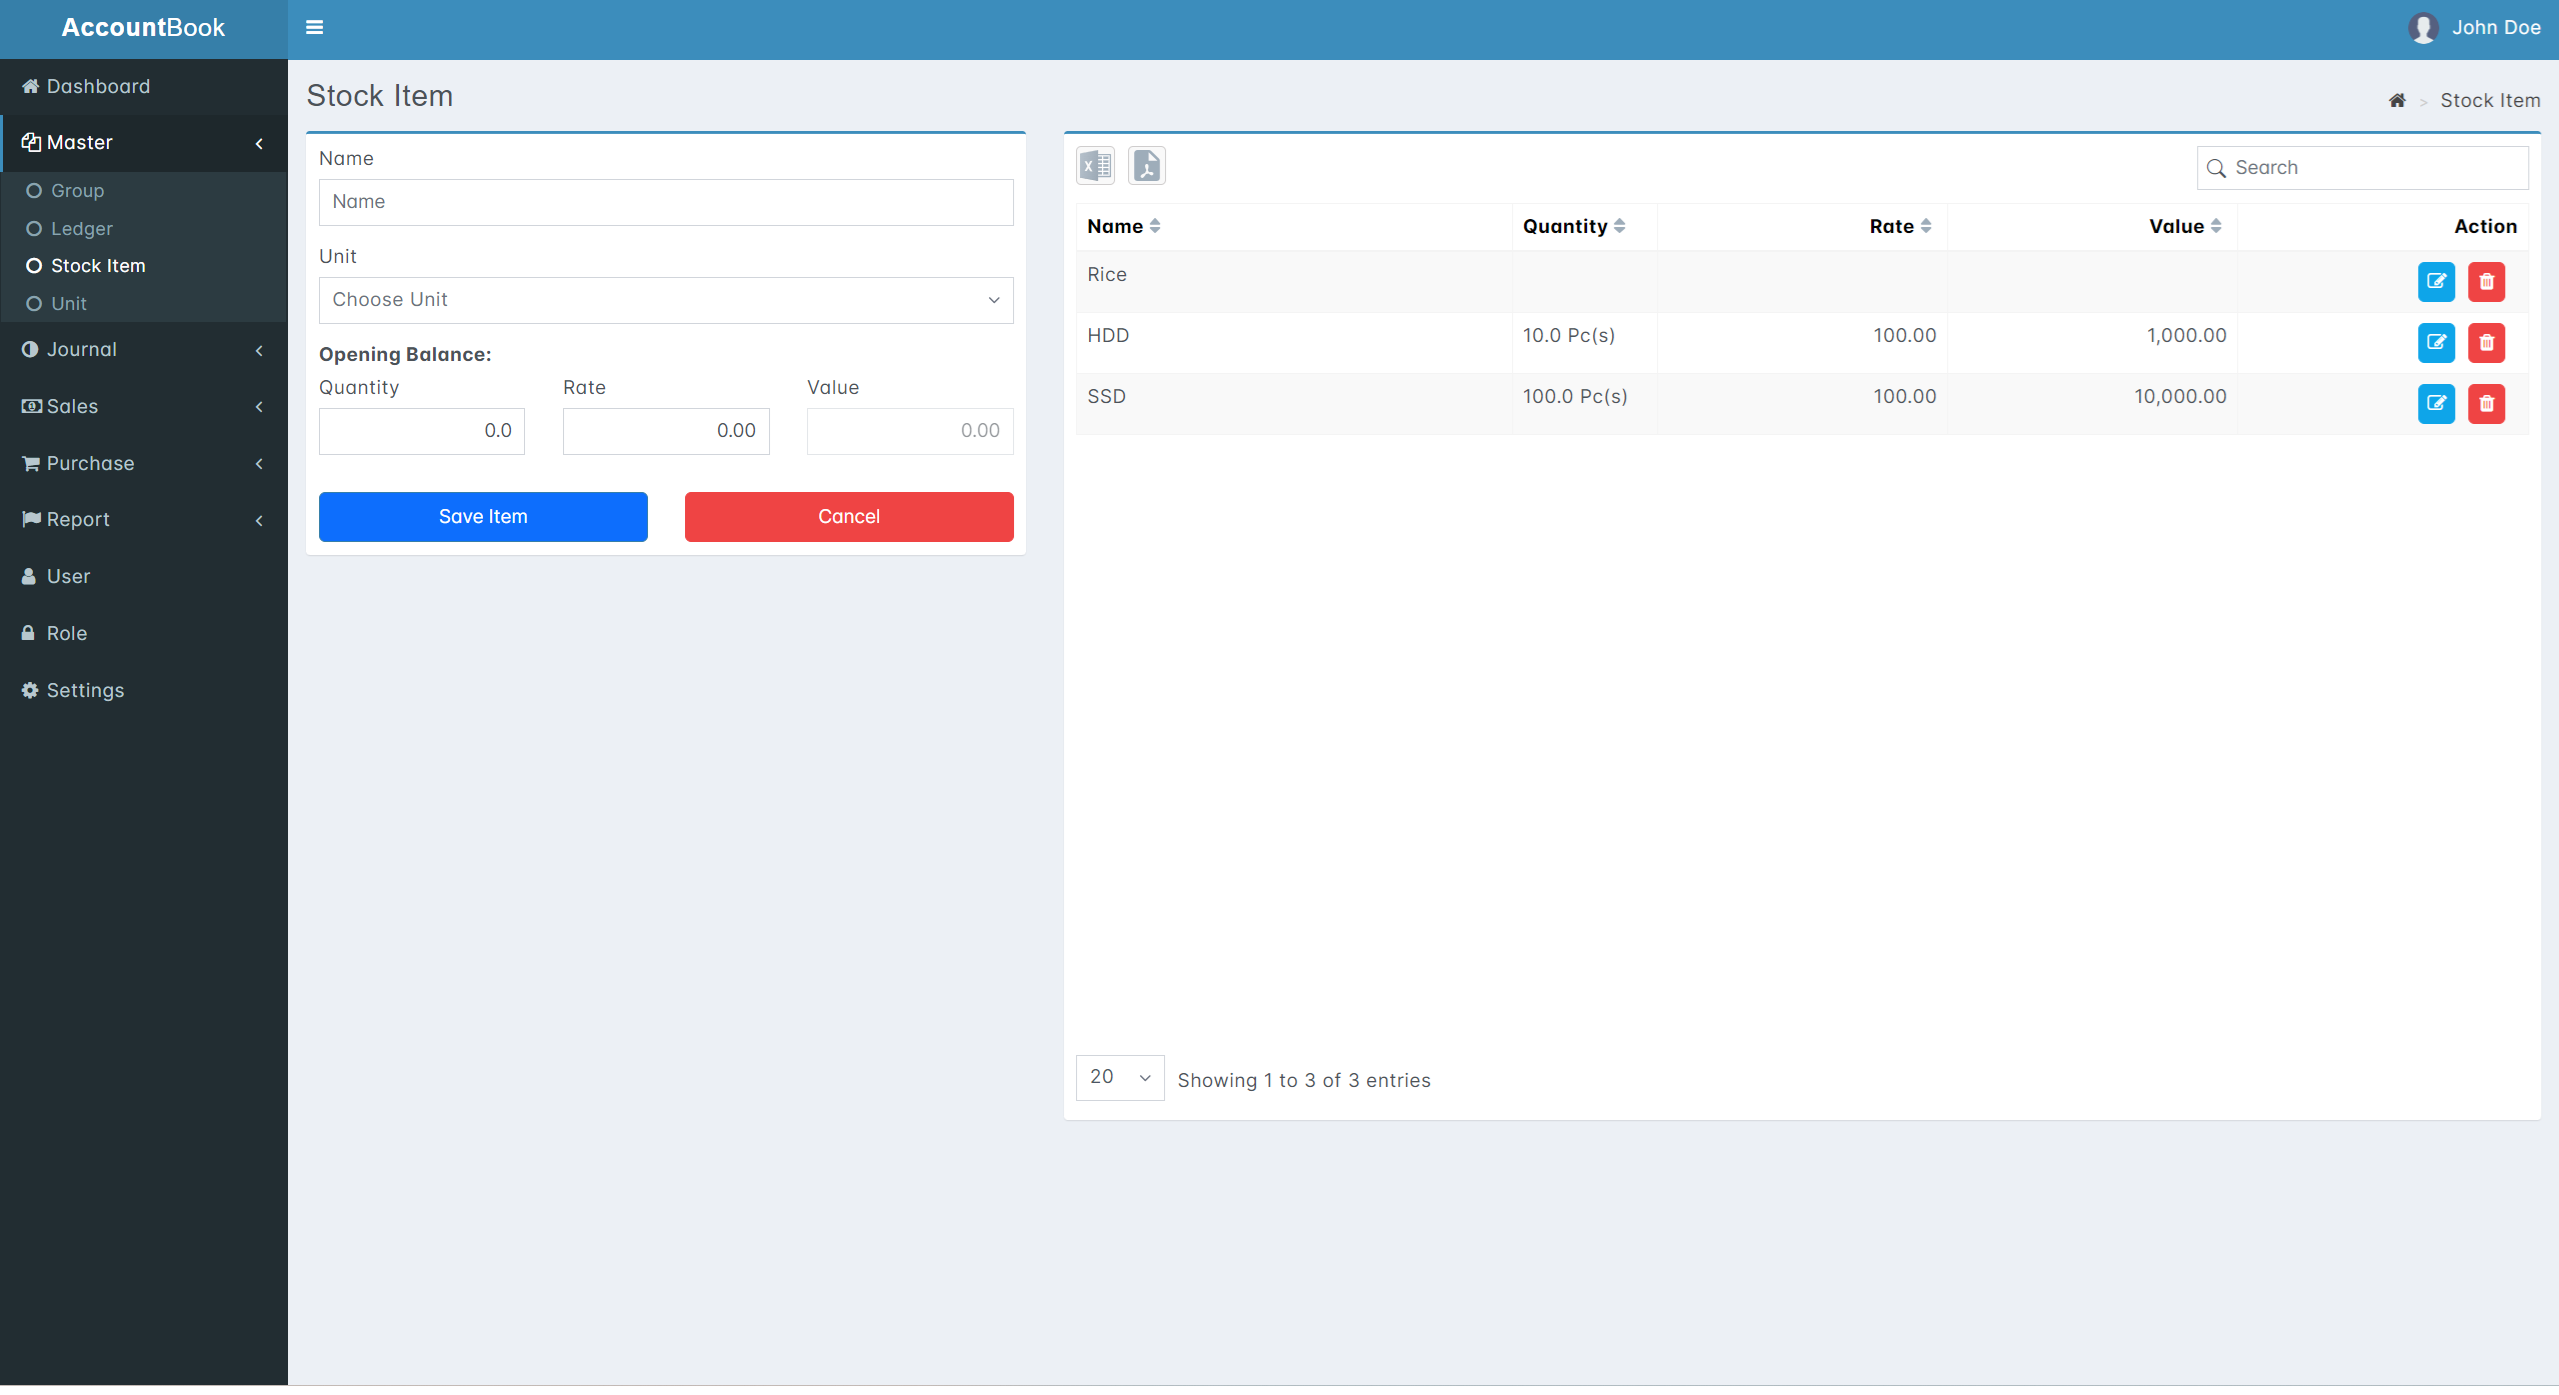 AccountBook
John Doe
Dashboard
Master
Group
Ledger
Stock Item
Unit
Journal
Sales
Purchase
Report
User
Role
Settings
Stock Item
> Stock Item
Name
Name
Unit
Choose Unit
Opening Balance:
Quantity Rate Value
0.0 0.00 0.00
Save Item Cancel
Search
Name Quantity Rate Value Action
Rice
HDD 10.0 Pc(s) 100.00 1,000.00
SSD 100.0 Pc(s) 100.00 10,000.00
20 Showing 1 to 3 of 3 entries